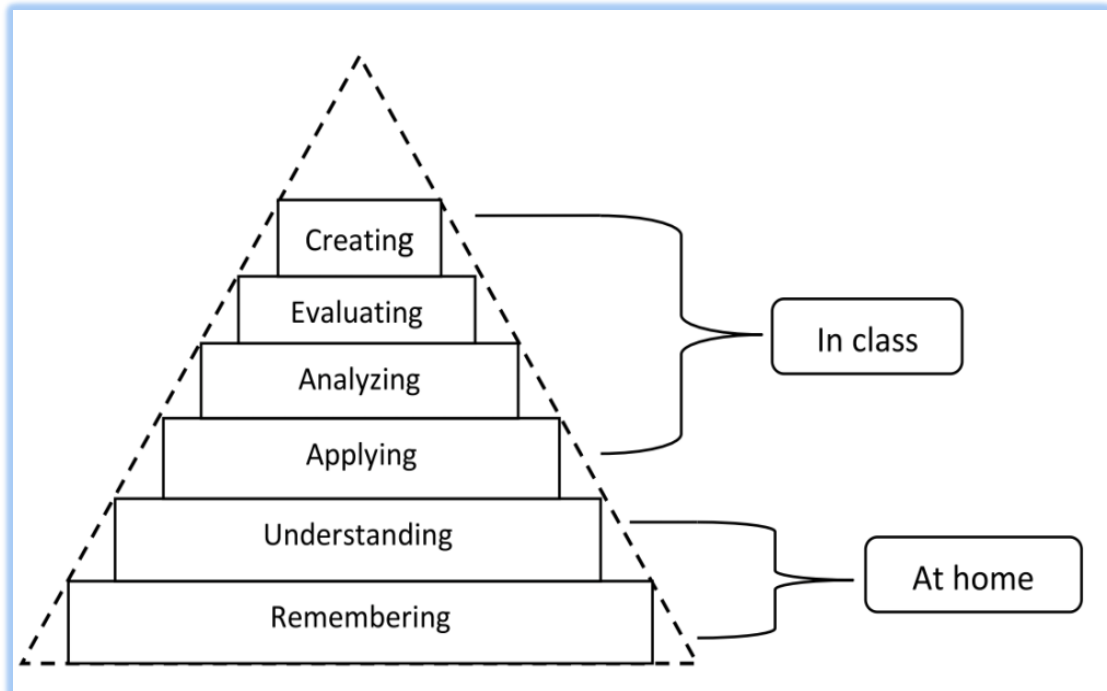 Creating
Evaluating
In class
Analyzing
Applying
Understanding
At home
Remembering